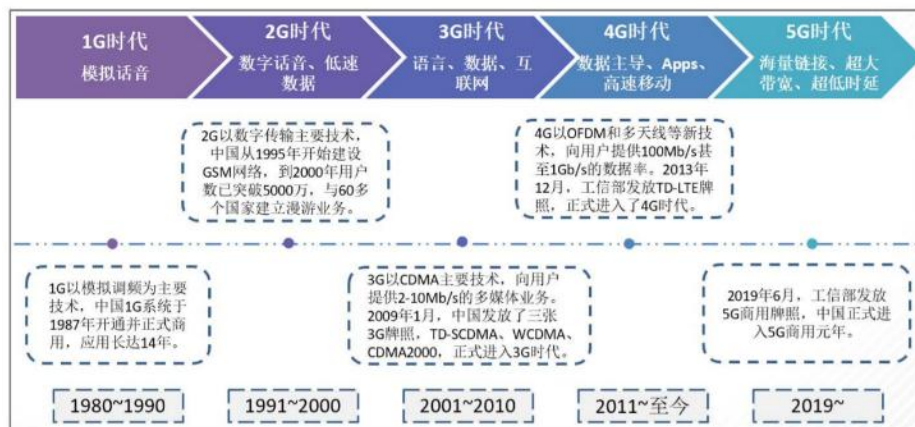 1G时代
模拟话音
2G时代
数字话音、低速
数据
3G时代
语言、数据、互
联网
4G时代
数据主导、Apps、
高速移动
5G时代
海量链接、超大
带宽、超低时延
2G以数字传输主要技术，
中国从1995年开始建设
GSM网络，到2000年用户
数已突破5000万，与60多
个国家建立漫游业务。
4G以OFDM和多天线等新技
术，向用户提供100Mb/s甚
至1Gb/s的数据率。2013年
12月，工信部发放TD-LTE牌
照，正式进入了4G时代。
1G以模拟调频为主要
技术，中国1G系统于
1987年开通并正式商
用，应用长达14年。
3G以CDMA主要技术，向用户
提供2-10Mb/s的多媒体业务。
2009年1月，中国发放了三张
3G牌照，TD-SCDMA、WCDMA、
CDMA2000，正式进入3G时代。
2019年6月，工信部发放
5G商用牌照，中国正式进
入5G商用元年。
1980~1990
1991~2000
2001~2010
2011~至今
2019~